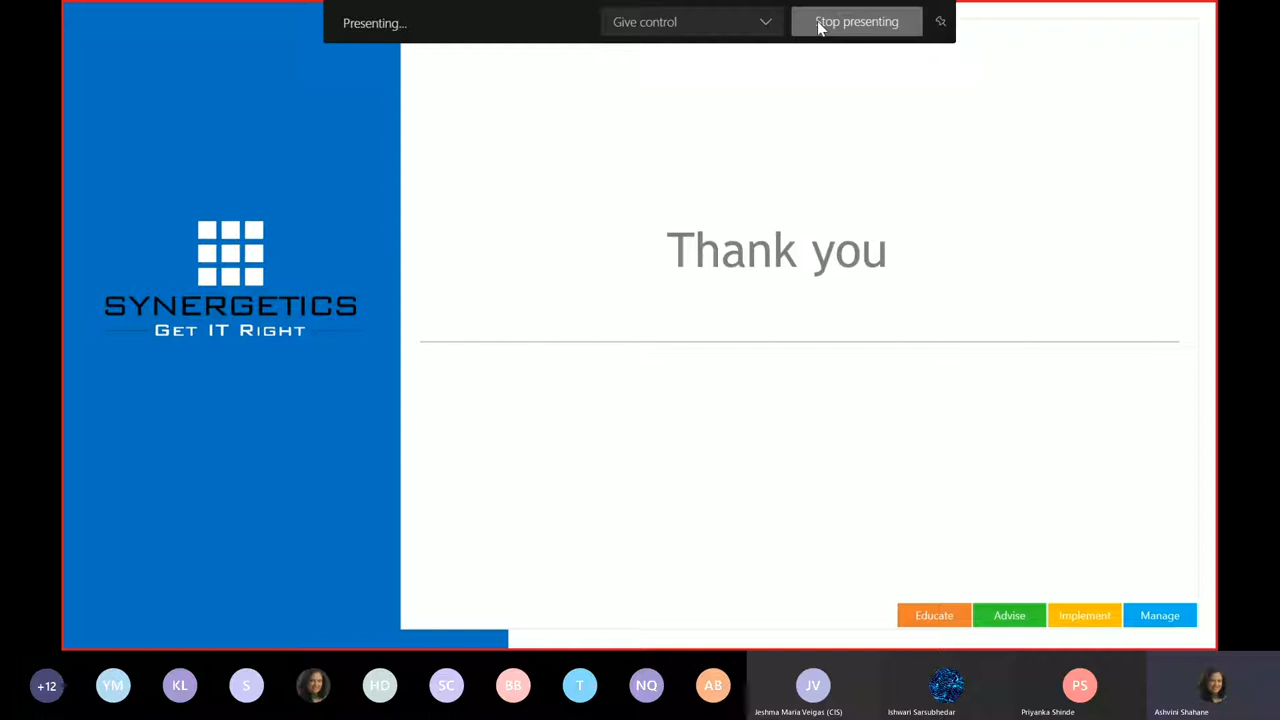 Presenting...
Give control
Stop presenting
Thank you
SYNERGETICS
GET IT RIGHT
Educate
Advise
Implement
Manage
+12
YM
KL
S
HD
SC
BB
T
NQ
AB
JV
PS
Jeshma Maria Veigas (CIS)
Ishwari Sarsubhedar
Priyanka Shinde
Ashvini Shahane